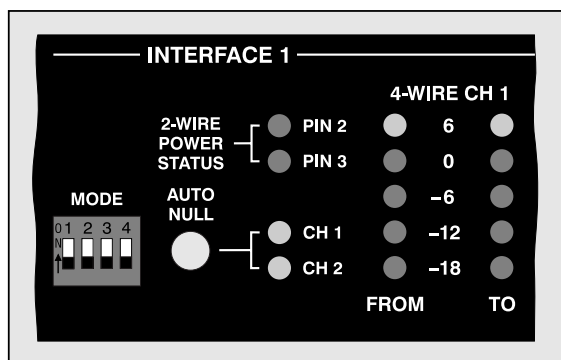 INTERFACE 1
4-WIRE CH 1
2-WIRE
POWER
STATUS
PIN 2
PIN 3
6
0
-6
-12
-18
MODE
AUTO
NULL
ON
1 2 3 4
CH 1
CH 2
FROM
TO